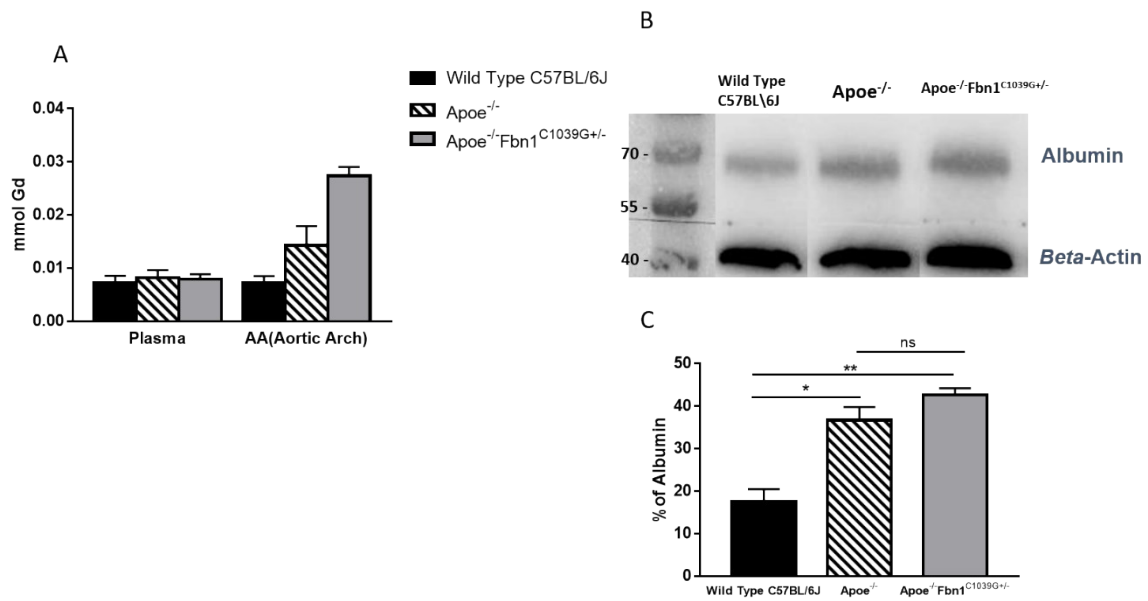 A
Wild Type C57BL/6J
Apoe-/-
Apoe-/-Fbn1C1039G+/-
0.04
0.03
0.02
0.01
0.00
mmol Gd
Plasma
AA(Aortic Arch)
B
Wild Type
C57BL\6J
Apoe-/-
Apoe-/-Fbn1C1039G+/-
70 -
55 -
40 -
Albumin
Beta-Actin
C
50
40
30
20
10
0
% of Albumin
ns
**
*
Wild Type C57BL/6J
Apoe-/-
Apoe-/-Fbn1C1039G+/-